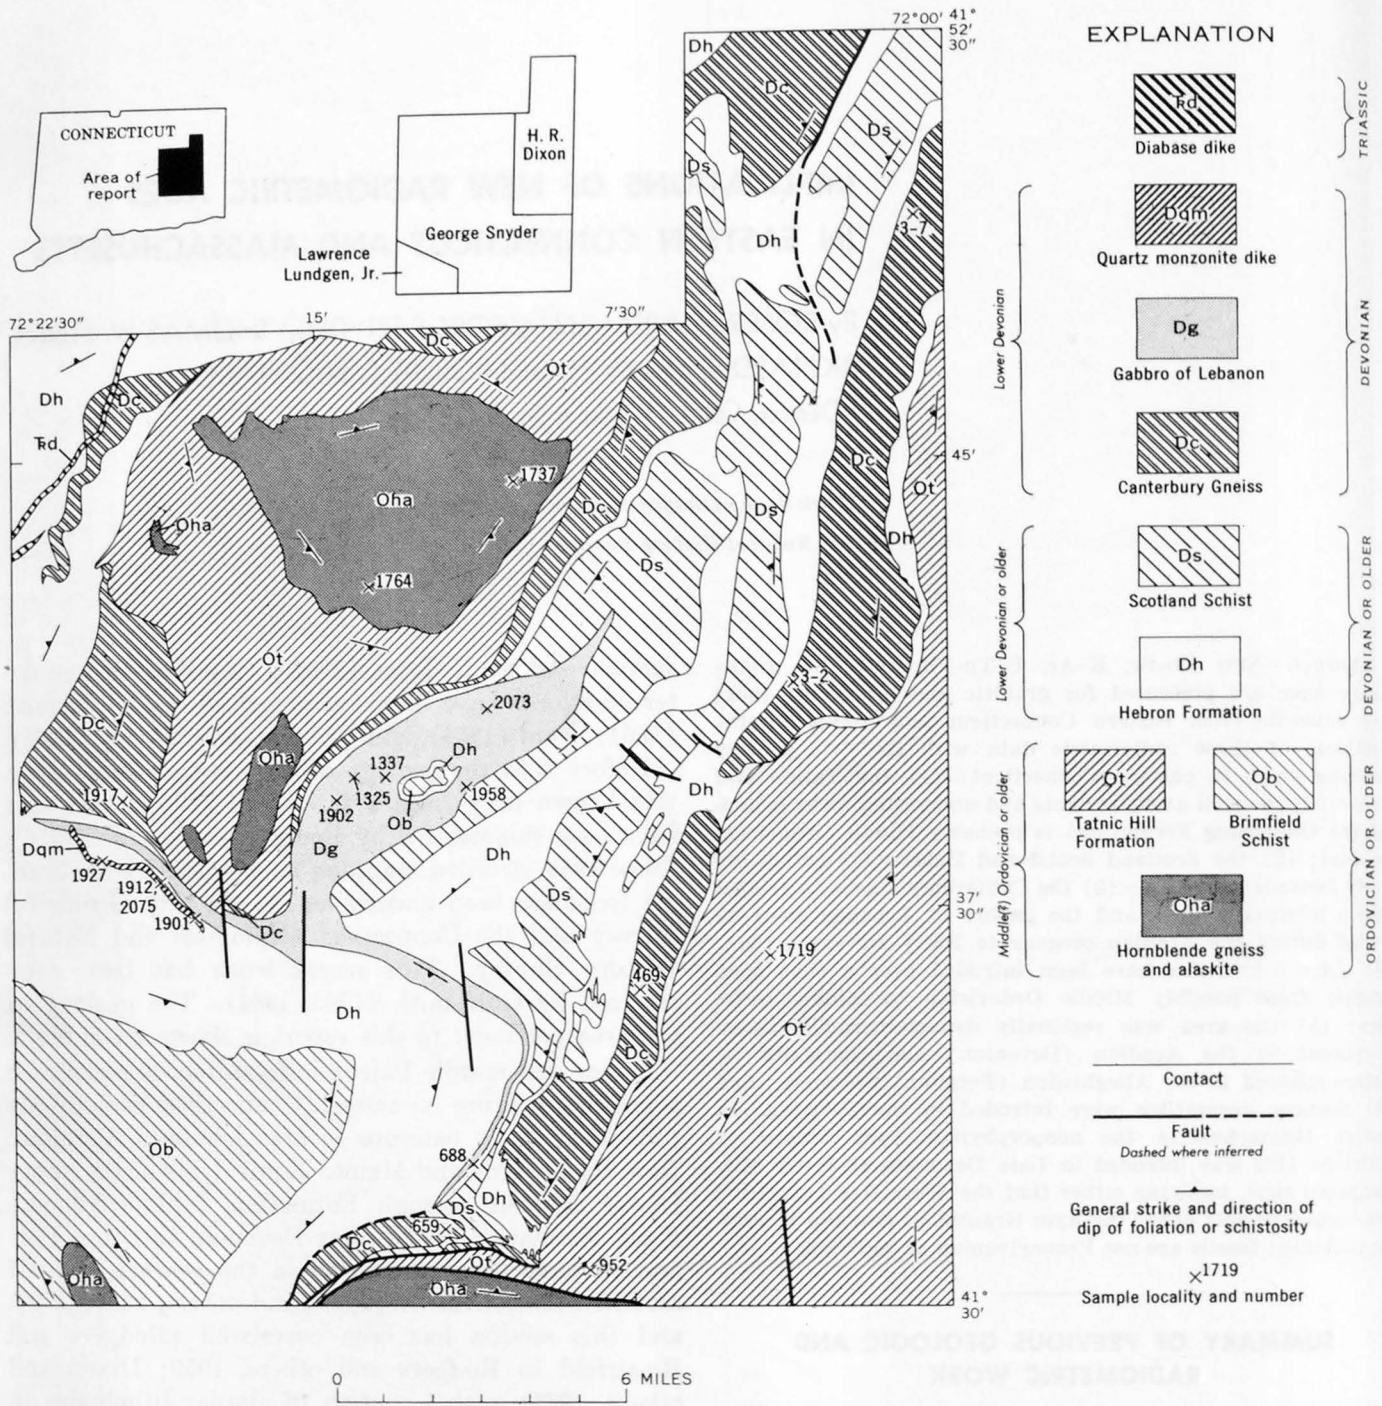 72°00' 41°
52'
30"
EXPLANATION
CONNECTICUT
Area of
report
H. R.
Dixon
George Snyder
Lawrence
Lundgen, Jr.
72°22'30"
15'
7'30"
Dh
Dc
Ds
Ds
Dh
3-7
Dc
Ot
Dh
Dc
Ꞧd
Oha
1737
Oha
1764
Dc
Ds
Ds
Dc
45'
Ot
Dh
Ot
3-2
2073
Dc
Oha
Dh
1337
1325
1902
1958
Ob
Dh
1917
Dg
Dh
Dqm
1927
1912,
2075
1901
Dc
Ds
37'
30"
1719
469
Dh
Ot
Dc
Ob
688
Dh
Ds
659
Dc
Ot
952
Oha
Oha
41°
30'
0 6 MILES
Ꞧd
Diabase dike
TRIASSIC
Dqm
Quartz monzonite dike
Dg
Gabbro of Lebanon
Dc
Canterbury Gneiss
Lower Devonian
DEVONIAN
Ds
Scotland Schist
Dh
Hebron Formation
Lower Devonian or older
DEVONIAN OR OLDER
Ot
Tatnic Hill
Formation
Ob
Brimfield
Schist
Oha
Hornblende gneiss
and alaskite
Middle(?) Ordovician or older
ORDOVICIAN OR OLDER
Contact
Fault
Dashed where inferred
General strike and direction of
dip of foliation or schistosity
1719
Sample locality and number